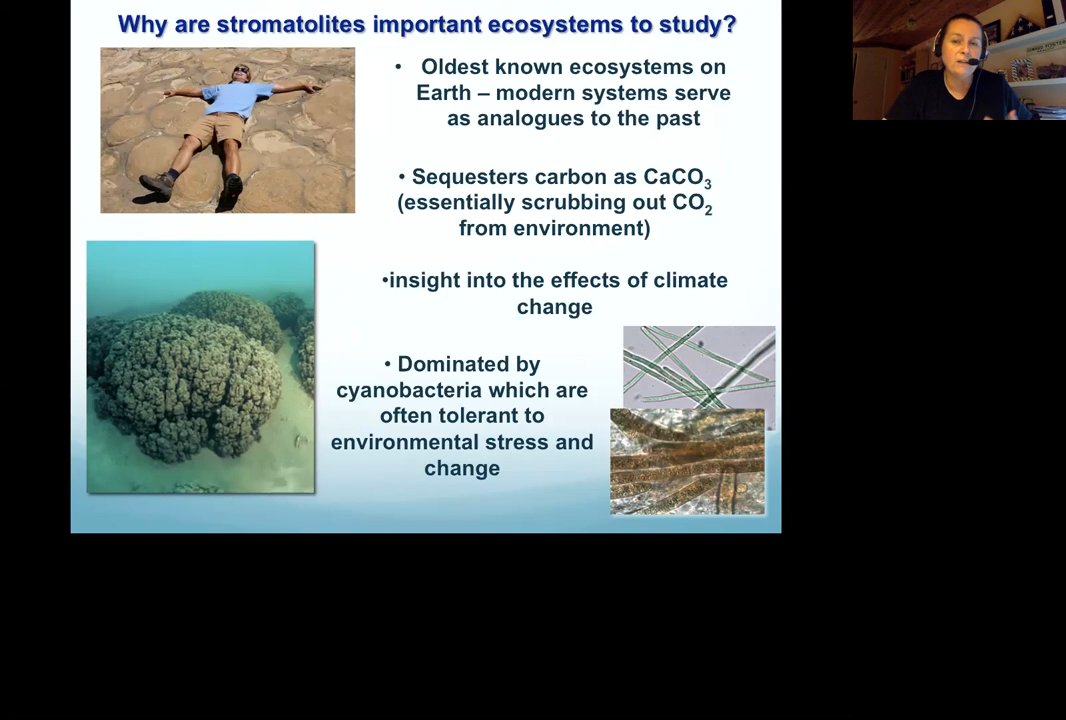 Why are stromatolites important ecosystems to study?
• Oldest known ecosystems on
Earth – modern systems serve
as analogues to the past
• Sequesters carbon as CaCO₃
(essentially scrubbing out CO₂
from environment)
•insight into the effects of climate
change
• Dominated by
cyanobacteria which are
often tolerant to
environmental stress and
change